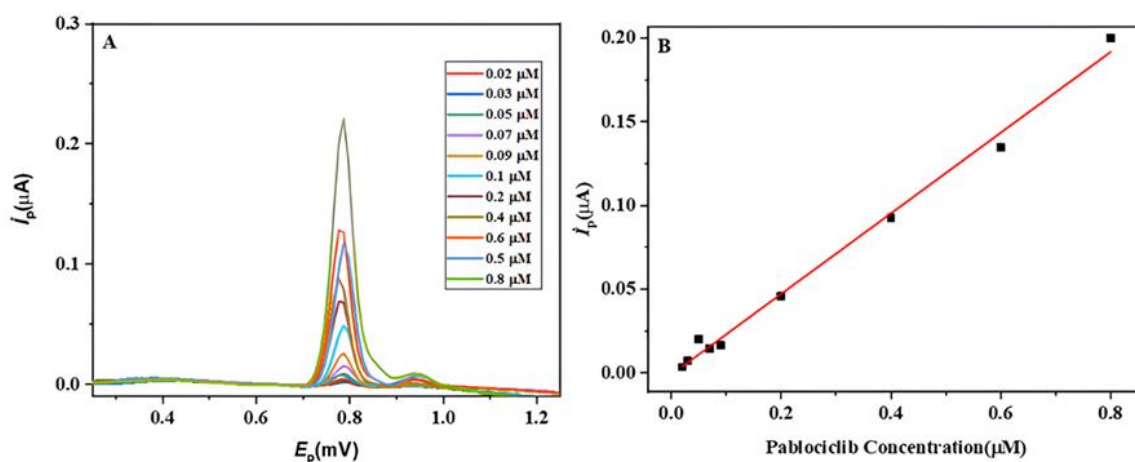 A
0.3
0.2
0.1
0.0
0.4
0.6
0.8
1.0
1.2
iₚ(µA)
Eₚ(mV)
0.02 µM
0.03 µM
0.05 µM
0.07 µM
0.09 µM
0.1 µM
0.2 µM
0.4 µM
0.6 µM
0.5 µM
0.8 µM
B
0.20
0.15
0.10
0.05
0.00
0.0
0.2
0.4
0.6
0.8
iₚ(µA)
Pablociclib Concentration(µM)